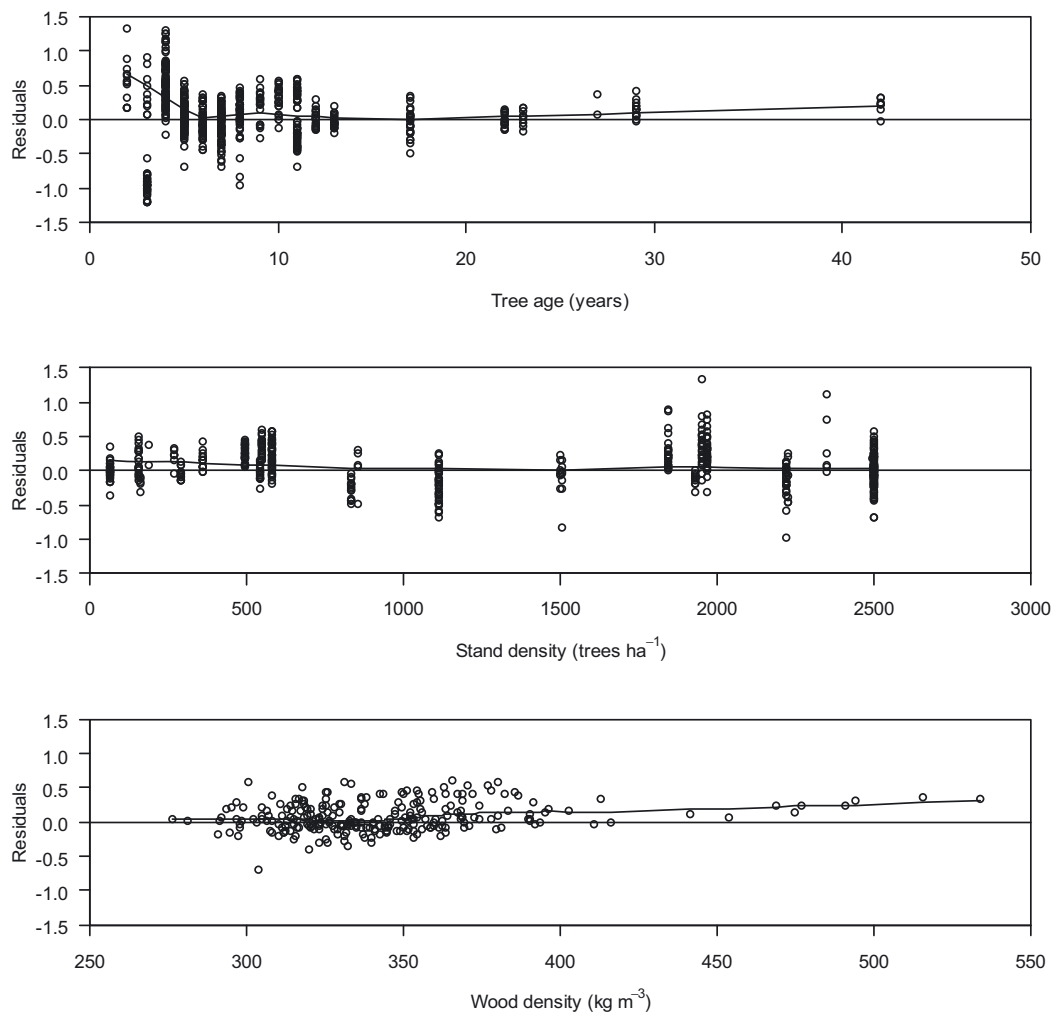 1.5
1.0
0.5
0.0
-0.5
-1.0
-1.5
Residuals
0 10 20 30 40 50
Tree age (years)
1.5
1.0
0.5
0.0
-0.5
-1.0
-1.5
Residuals
0 500 1000 1500 2000 2500 3000
Stand density (trees ha⁻¹)
1.5
1.0
0.5
0.0
-0.5
-1.0
-1.5
Residuals
250 300 350 400 450 500 550
Wood density (kg m⁻³)